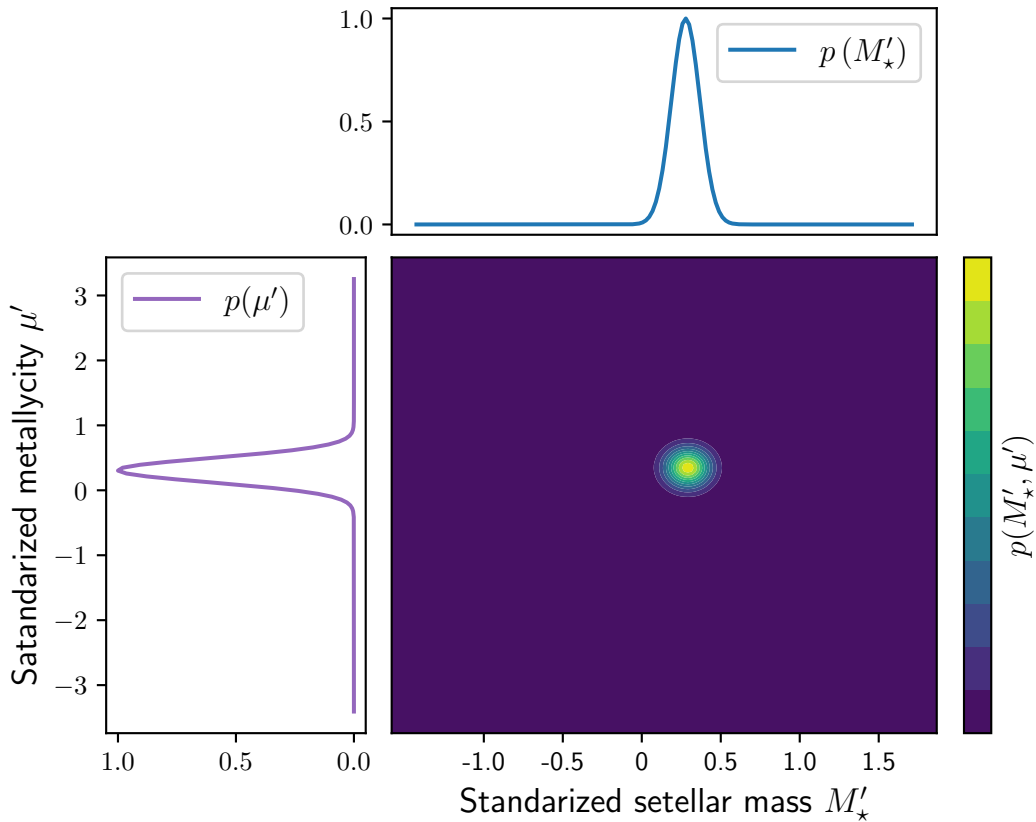 1.0
0.5
0.0
p (M′⋆)
Satandarized metallycity μ′
3
2
1
0
−1
−2
−3
p(μ′)
1.0 0.5 0.0
-1.0 -0.5 0 0.5 1.0 1.5
Standarized setellar mass M′⋆
p(M′⋆, μ′)